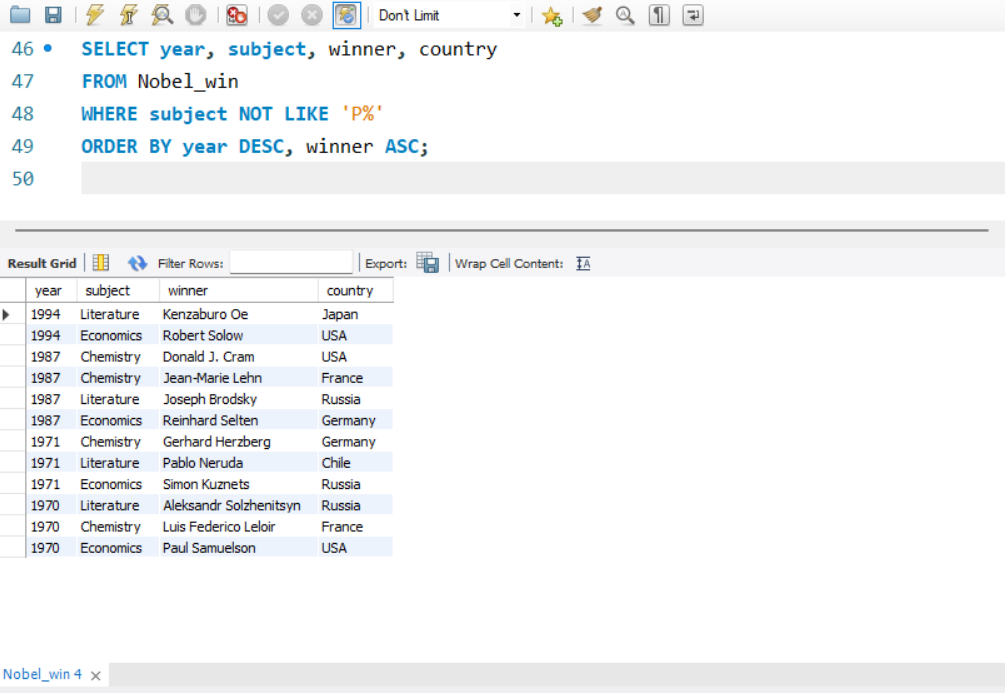 Don't Limit
46 SELECT year, subject, winner, country
47 FROM Nobel_win
48 WHERE subject NOT LIKE 'P%'
49 ORDER BY year DESC, winner ASC;
50
Result Grid Filter Rows: Export: Wrap Cell Content:
year subject winner country
1994 Literature Kenzaburo Oe Japan
1994 Economics Robert Solow USA
1987 Chemistry Donald J. Cram USA
1987 Chemistry Jean-Marie Lehn France
1987 Literature Joseph Brodsky Russia
1987 Economics Reinhard Selten Germany
1971 Chemistry Gerhard Herzberg Germany
1971 Literature Pablo Neruda Chile
1971 Economics Simon Kuznets Russia
1970 Literature Aleksandr Solzhenitsyn Russia
1970 Chemistry Luis Federico Leloir France
1970 Economics Paul Samuelson USA
Nobel_win 4